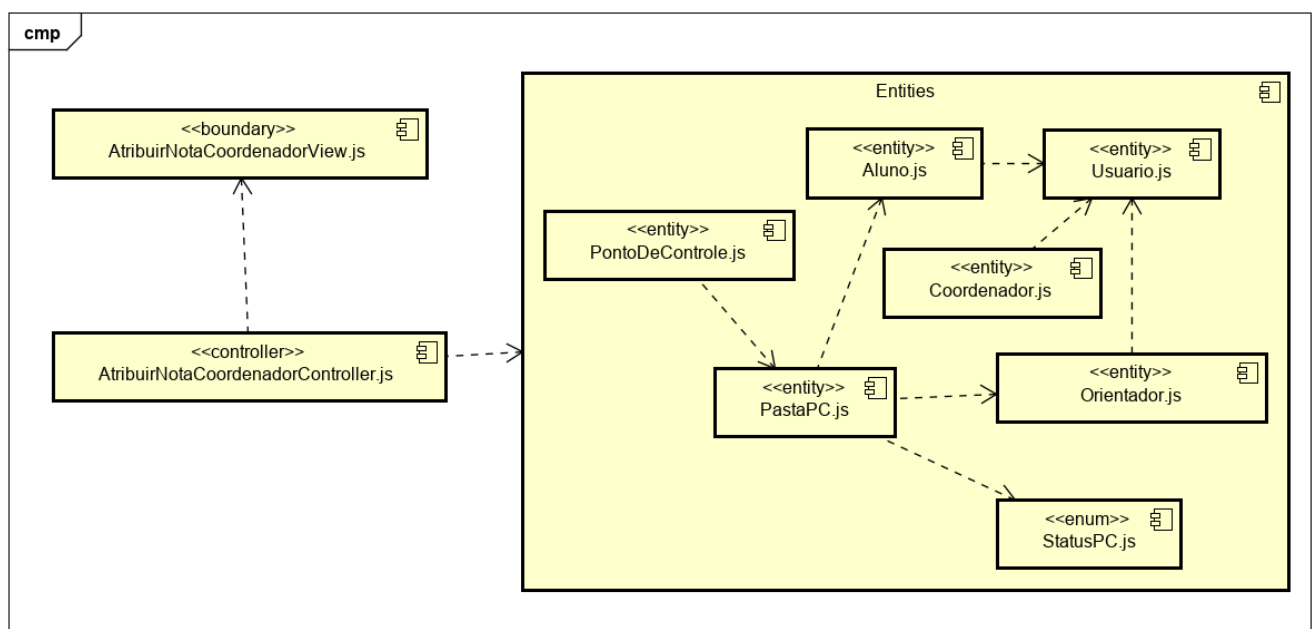 cmp
Entities
<<boundary>>
AtribuirNotaCoordenadorView.js
<<entity>>
Aluno.js
<<entity>>
Usuario.js
<<entity>>
PontoDeControle.js
<<entity>>
Coordenador.js
<<controller>>
AtribuirNotaCoordenadorController.js
<<entity>>
PastaPC.js
<<entity>>
Orientador.js
<<enum>>
StatusPC.js